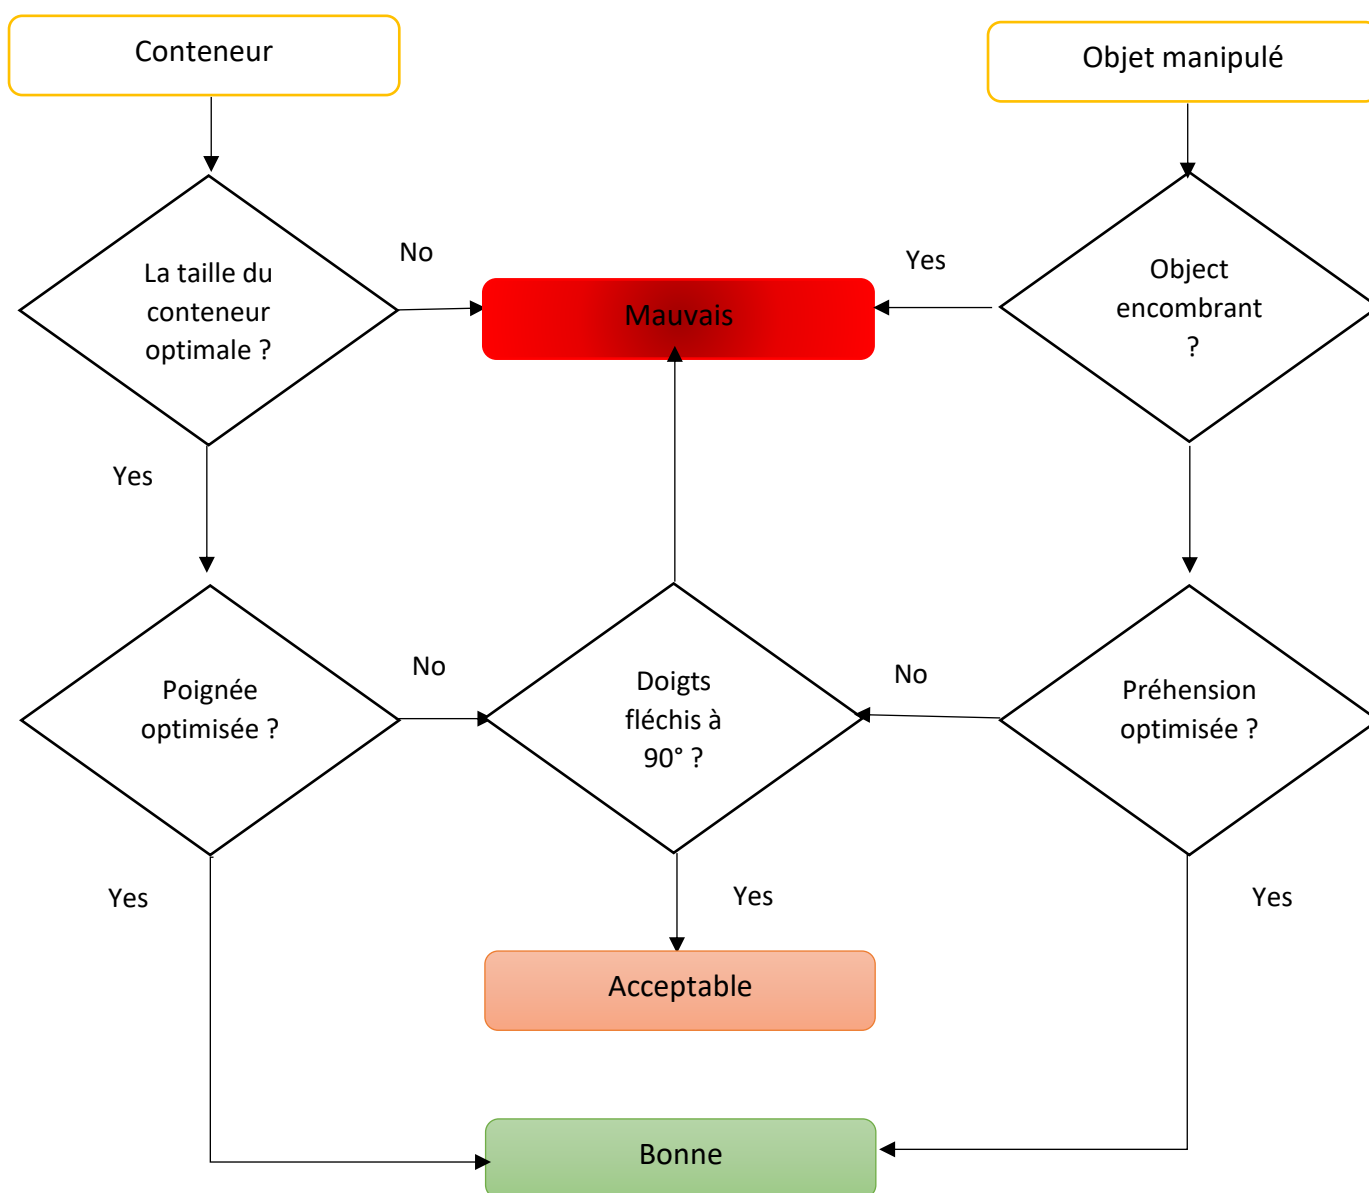 Conteneur
Objet manipulé
No
Yes
La taille du
conteneur
optimale ?
Mauvais
Object
encombrant
?
Yes
No
No
Poignée
optimisée ?
Doigts
fléchis à
90° ?
Préhension
optimisée ?
Yes
Yes
Yes
Acceptable
Bonne